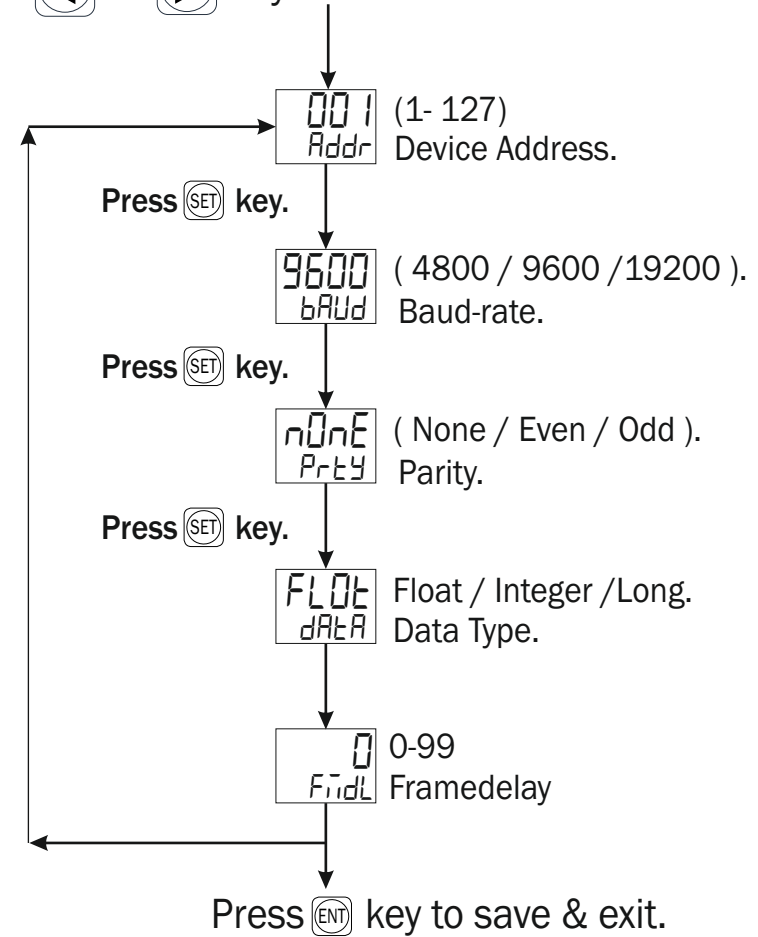 001 (1- 127)
Addr Device Address.
Press SET key.
9600 ( 4800 / 9600 /19200 ).
bAUd Baud-rate.
Press SET key.
nOnE ( None / Even / Odd ).
PrtY Parity.
Press SET key.
FLOt Float / Integer /Long.
dAtA Data Type.
0 0-99
FmdL Framedelay
Press ENT key to save & exit.